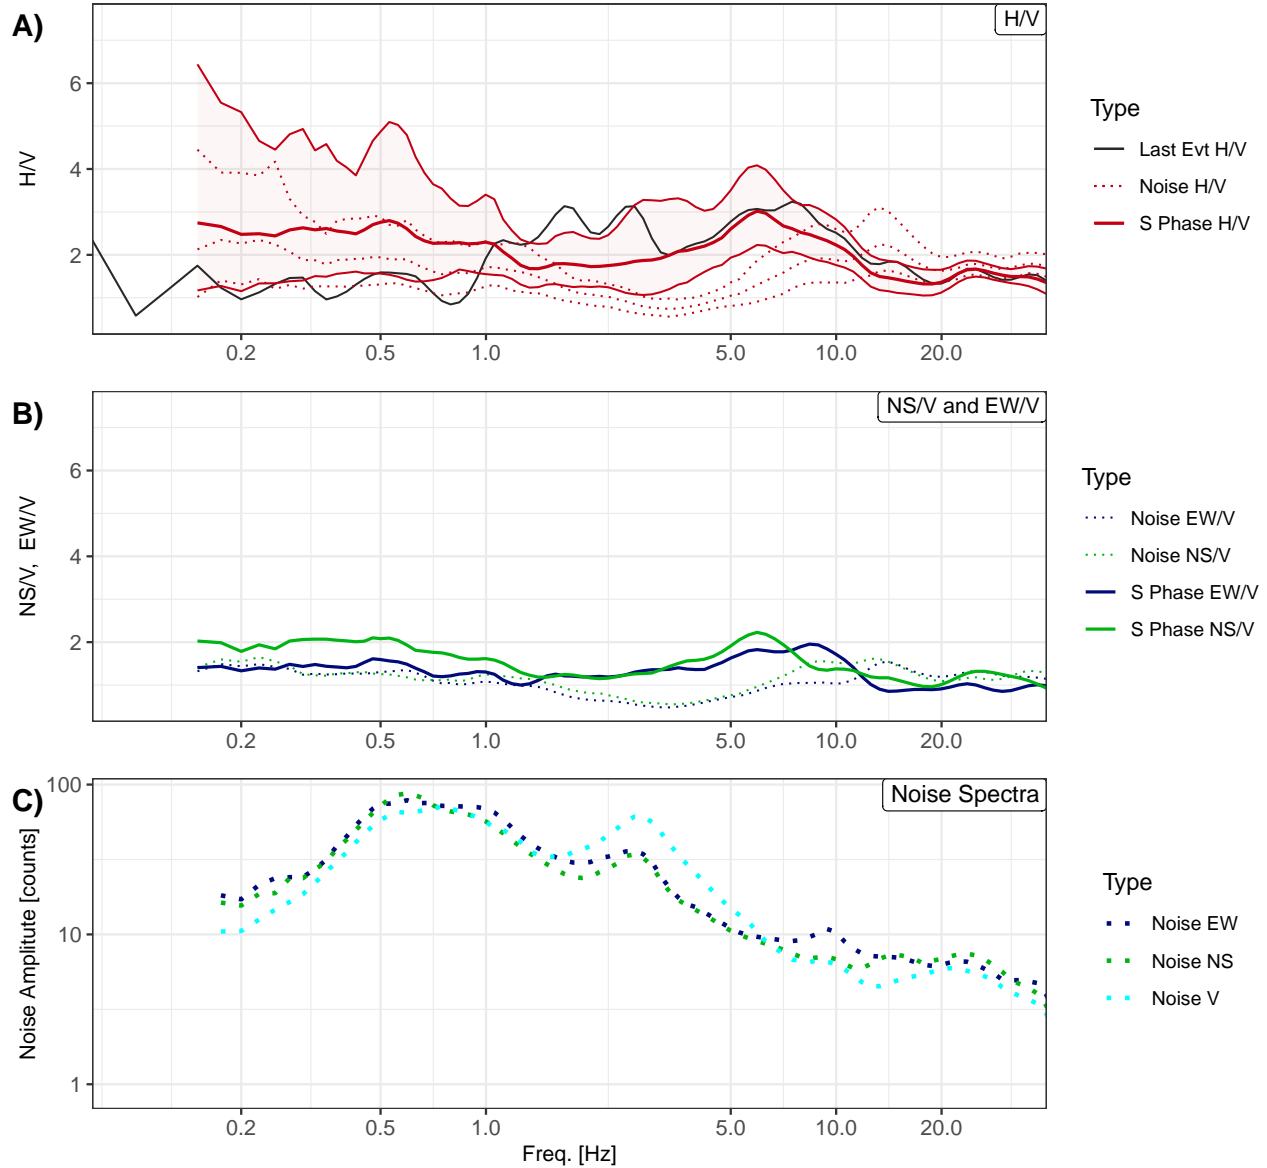 A)
H/V
6
4
2
H/V
0.2 0.5 1.0 5.0 10.0 20.0
Type
Last Evt H/V
Noise H/V
S Phase H/V
B)
NS/V and EW/V
6
4
2
NS/V,  EW/V
0.2 0.5 1.0 5.0 10.0 20.0
Type
Noise EW/V
Noise NS/V
S Phase EW/V
S Phase NS/V
C)
Noise Spectra
100
10
1
Noise Amplitute [counts]
0.2 0.5 1.0 5.0 10.0 20.0
Freq. [Hz]
Type
Noise EW
Noise NS
Noise V